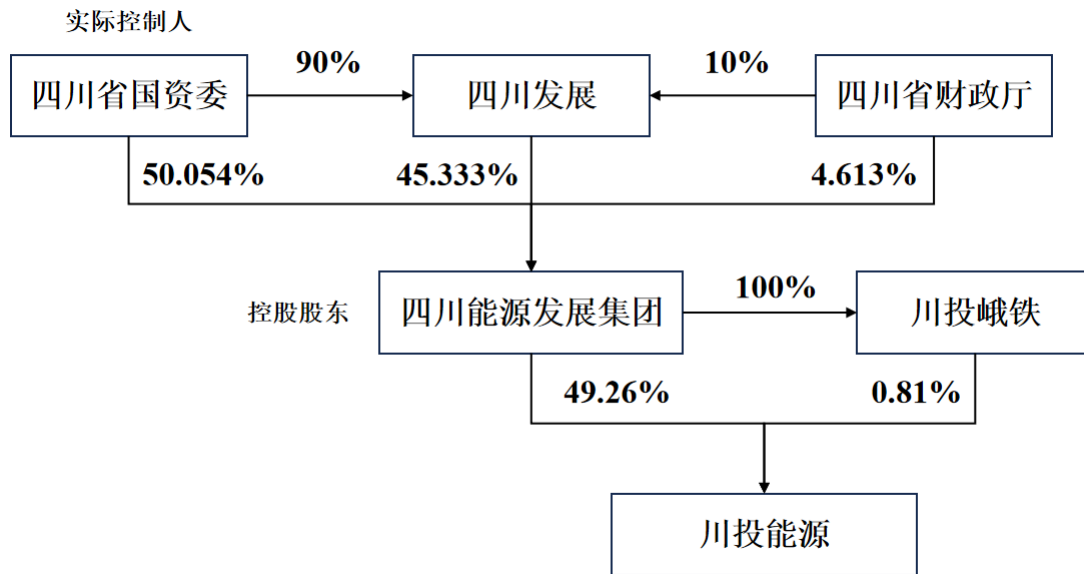 实际控制人
四川省国资委
90%
四川发展
10%
四川省财政厅
50.054%
45.333%
4.613%
控股股东
四川能源发展集团
100%
川投峨铁
49.26%
0.81%
川投能源